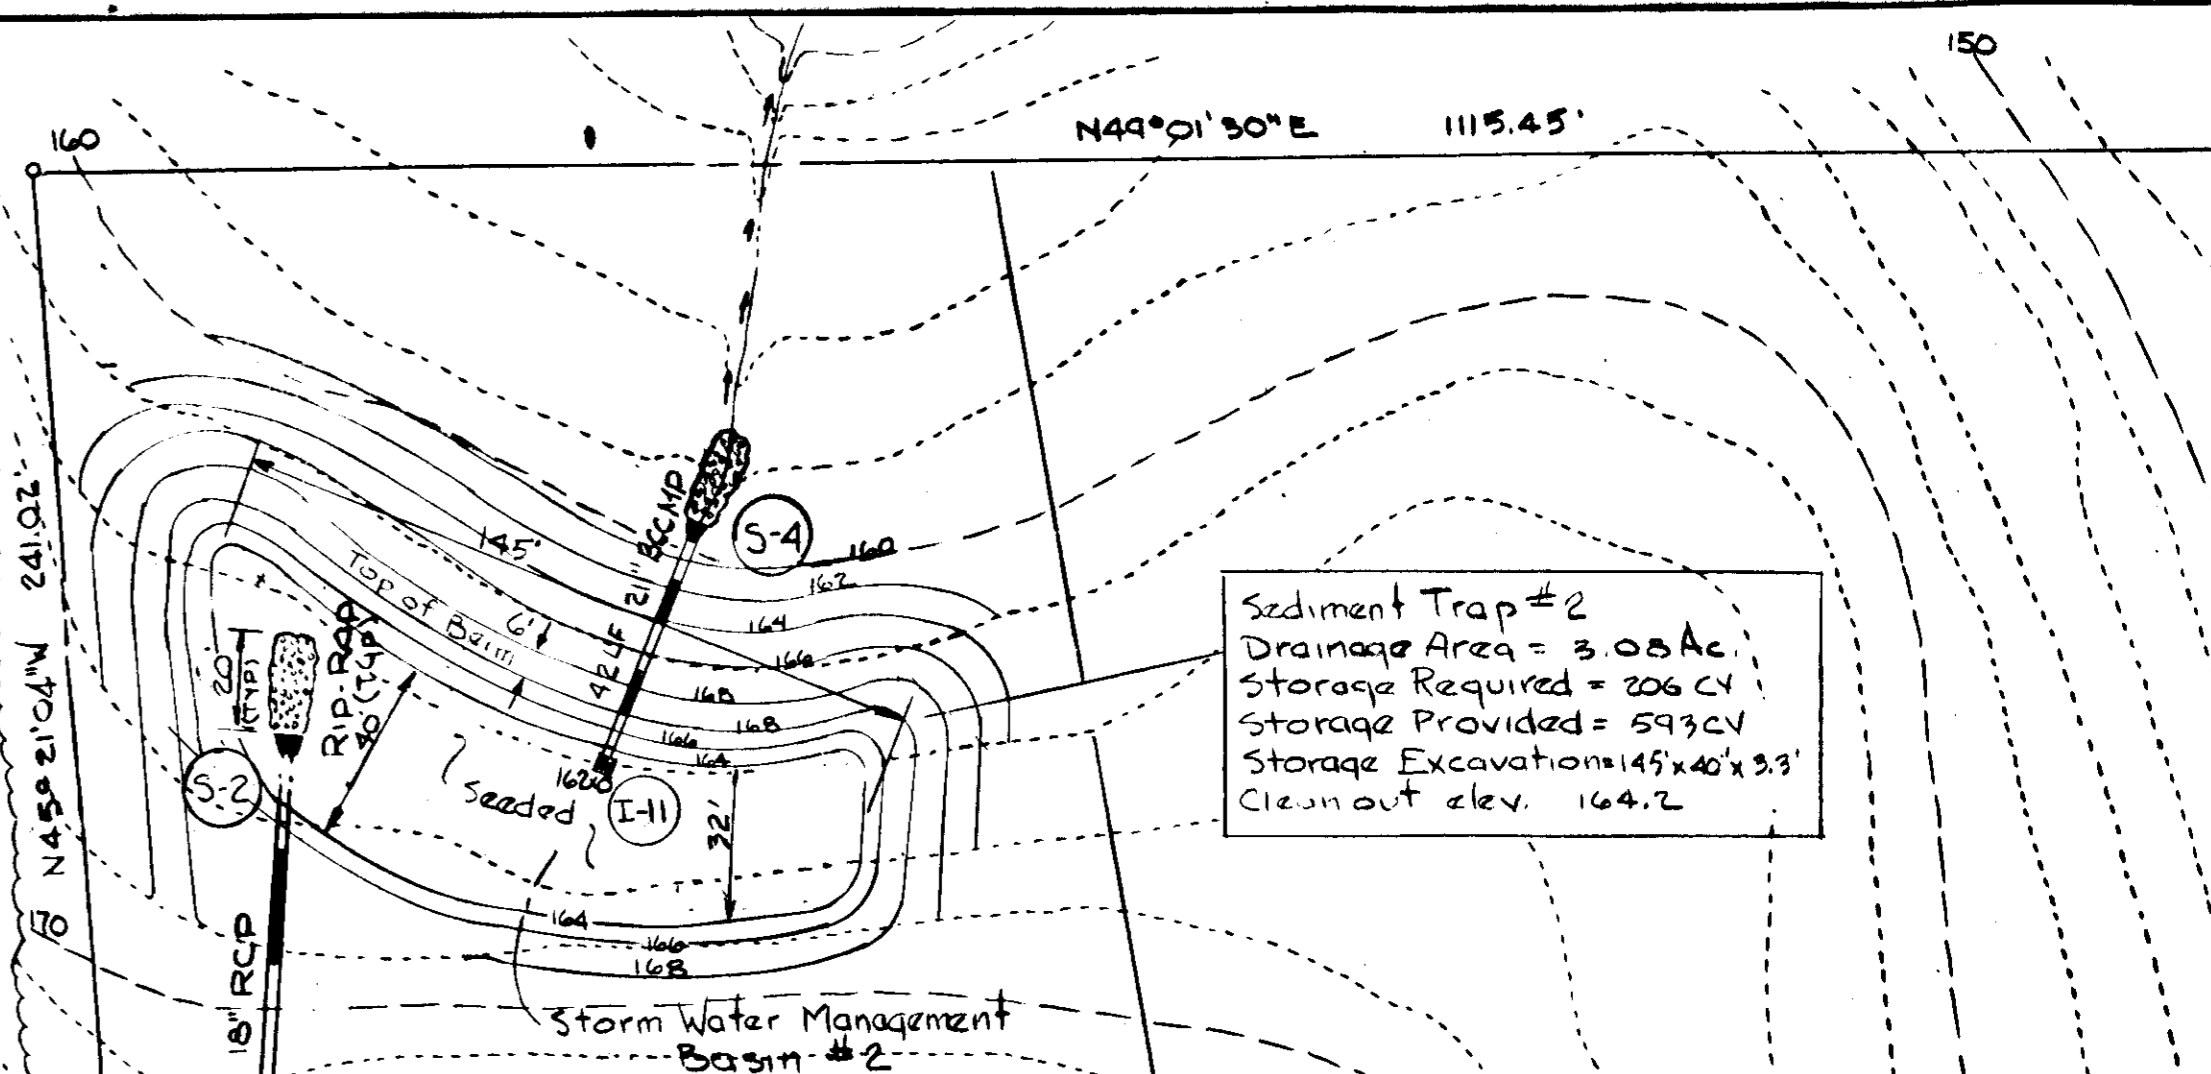 150
160
N49°01'30"E 1115.45'
N45°21'04"W 241.02'
145'
Top of Berm
6'
21" BCCMP
42 LF
S-4
160
162
164
166
168
168
166
164
20
(TYP)
Rip-Rap
40 (TYP)
S-2
162.0
Seeded
I-11
32'
Sediment Trap #2
Drainage Area = 3.08 Ac.
Storage Required = 206 CY
Storage Provided = 593 CY
Storage Excavation = 145'x40'x3.3'
Cleanout elev. 164.2
170
18" RCP
164
166
168
Storm Water Management
Basin #2